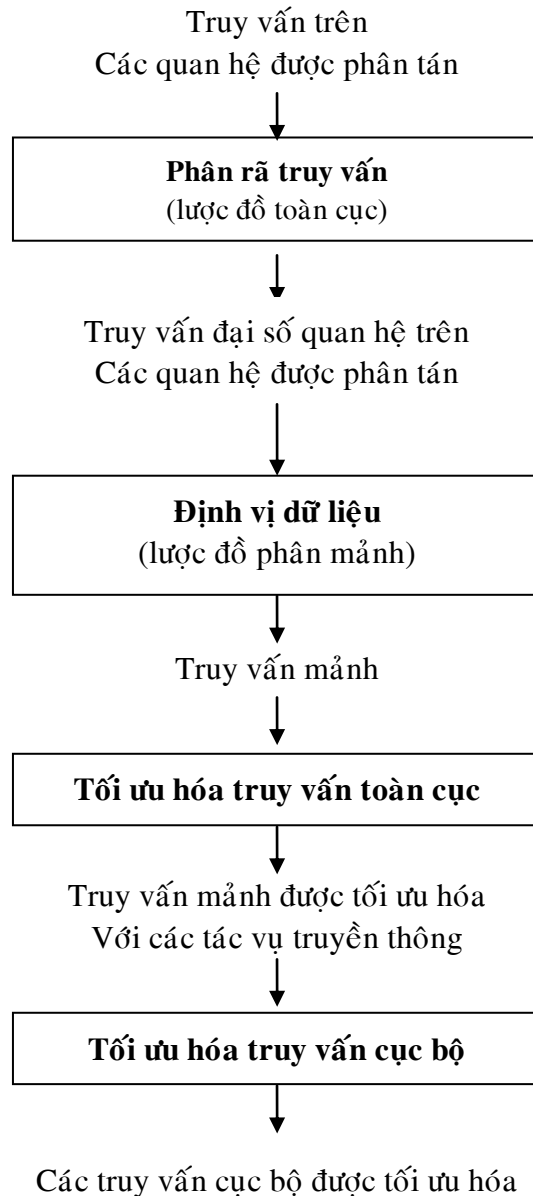 Truy vấn trên
Các quan hệ được phân tán
Phân rã truy vấn
(lược đồ toàn cục)
Truy vấn đại số quan hệ trên
Các quan hệ được phân tán
Định vị dữ liệu
(lược đồ phân mảnh)
Truy vấn mảnh
Tối ưu hóa truy vấn toàn cục
Truy vấn mảnh được tối ưu hóa
Với các tác vụ truyền thông
Tối ưu hóa truy vấn cục bộ
Các truy vấn cục bộ được tối ưu hóa